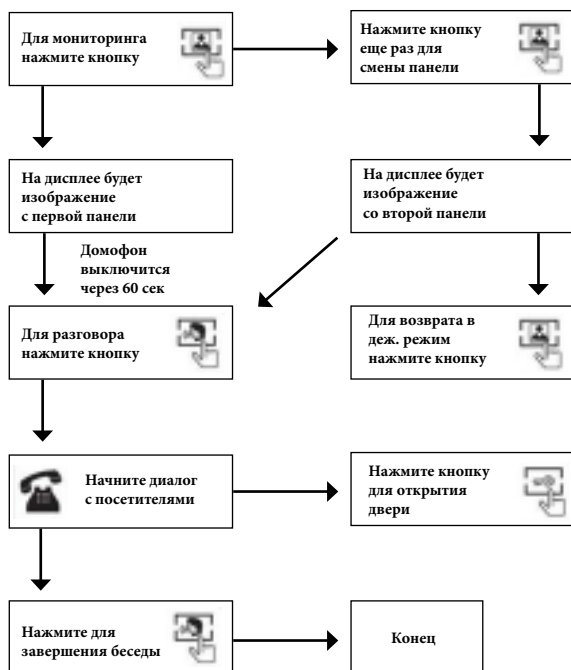 Для мониторинга
нажмите кнопку
Нажмите кнопку
еще раз для
смены панели
На дисплее будет
изображение
с первой панели
На дисплее будет
изображение
со второй панели
Домофон
выключится
через 60 сек
Для разговора
нажмите кнопку
Для возврата в
деж. режим
нажмите кнопку
Начните диалог
с посетителями
Нажмите кнопку
для открытия
двери
Нажмите для
завершения беседы
Конец